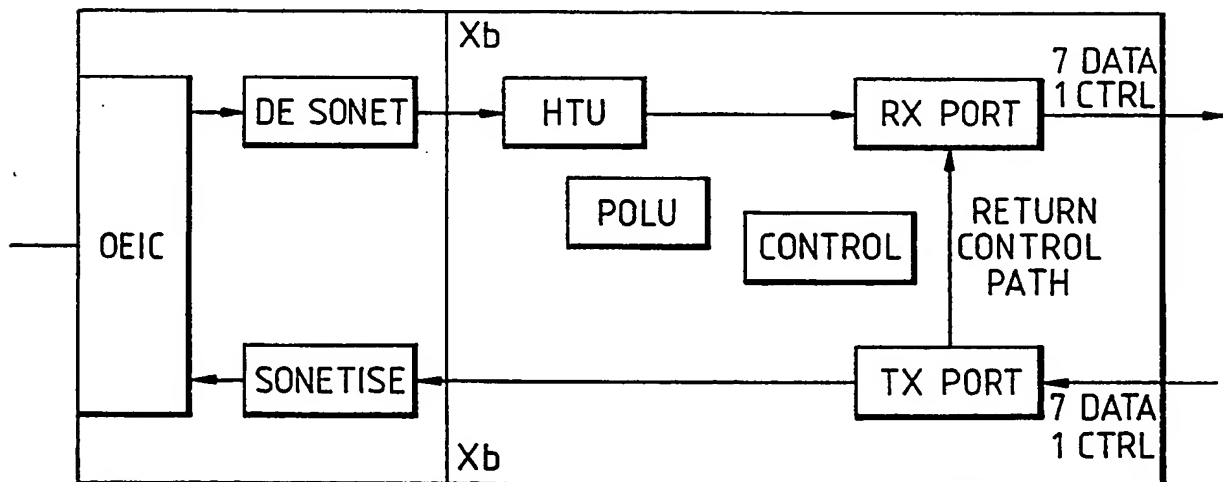 Xb
7 DATA
1 CTRL
DE SONET
HTU
RX PORT
POLU
OEIC
CONTROL
RETURN
CONTROL
PATH
SONETISE
TX PORT
7 DATA
1 CTRL
Xb